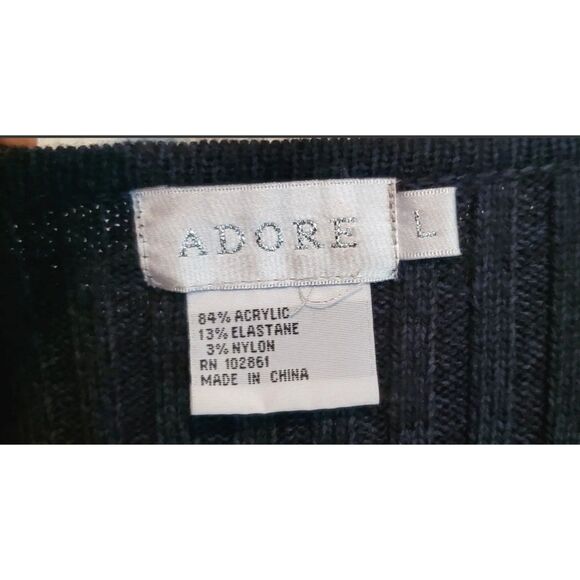 ADORE
L
84% ACRYLIC
13% ELASTANE
3% NYLON
RN 102861
MADE IN CHINA